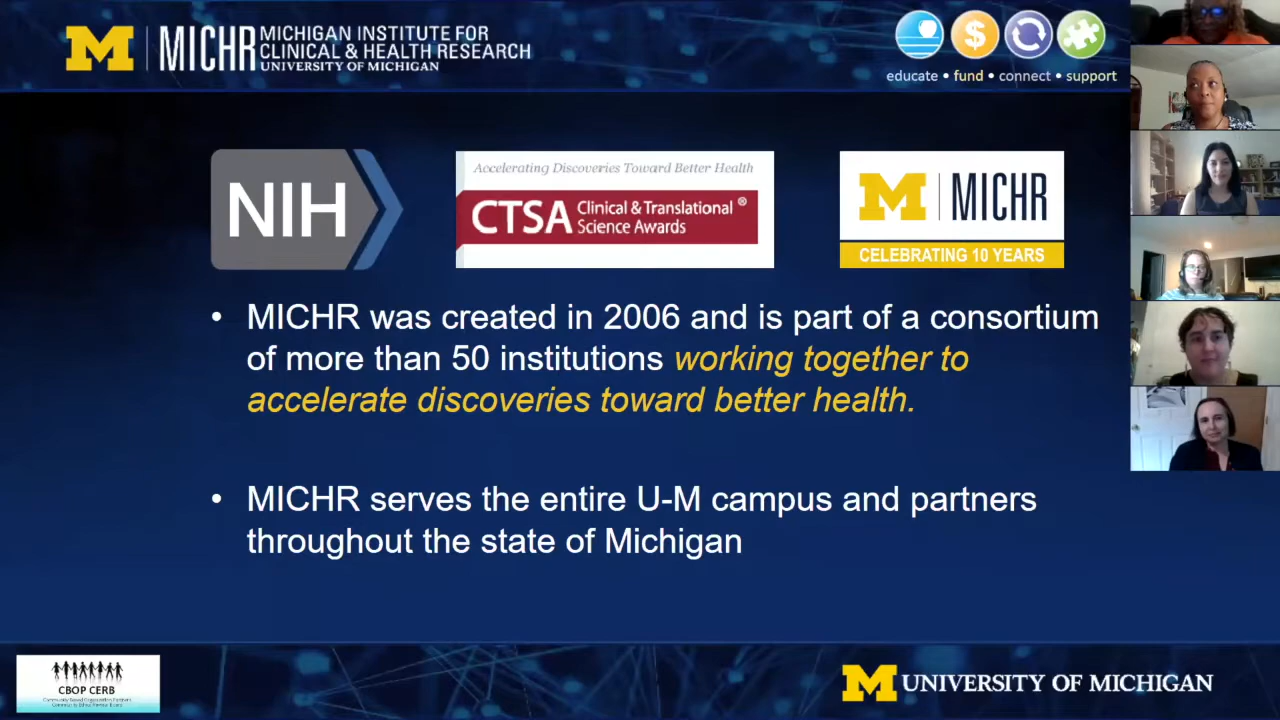 M
MICHR
MICHIGAN INSTITUTE FOR
CLINICAL & HEALTH RESEARCH
UNIVERSITY OF MICHIGAN
$
educate • fund • connect • support
NIH
Accelerating Discoveries Toward Better Health
CTSA Clinical & Translational ®
Science Awards
M MICHR
CELEBRATING 10 YEARS
• MICHR was created in 2006 and is part of a consortium
of more than 50 institutions working together to
accelerate discoveries toward better health.
• MICHR serves the entire U-M campus and partners
throughout the state of Michigan
CBOP CERB
M UNIVERSITY OF MICHIGAN